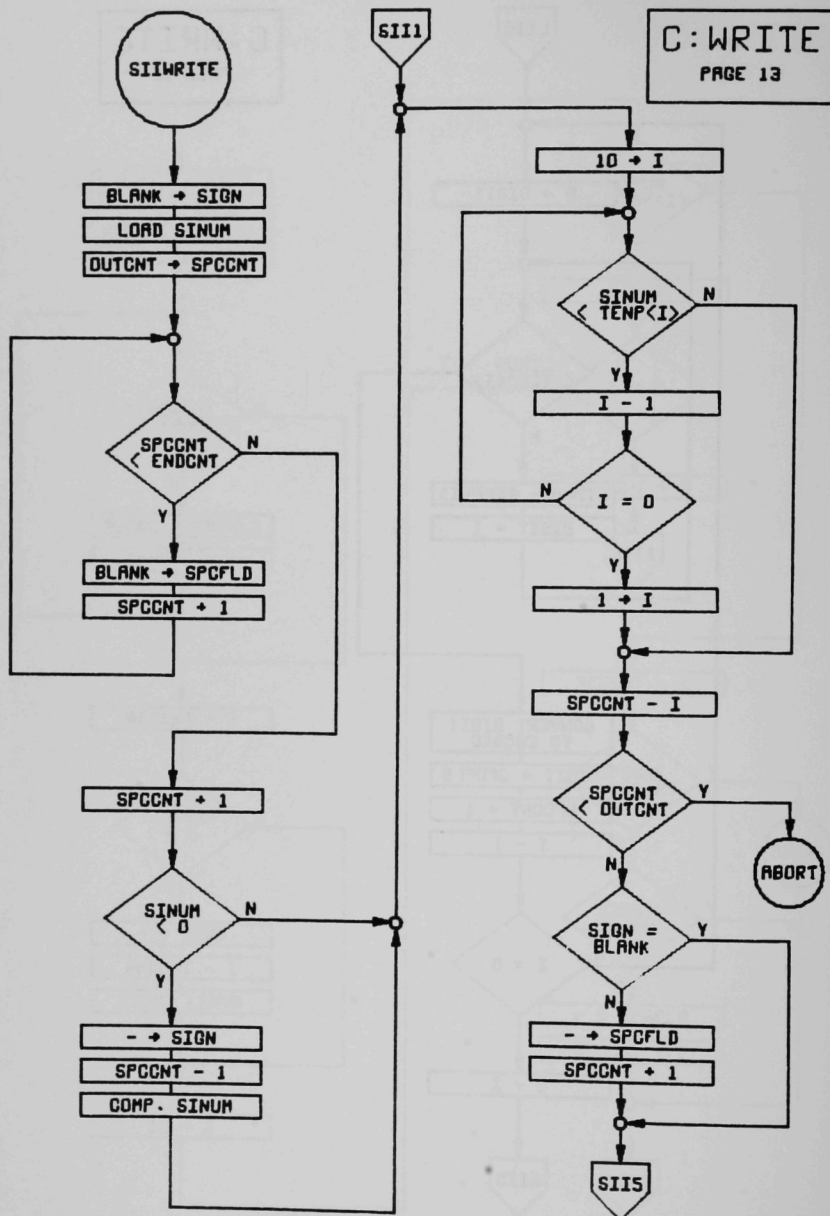 SIIWRITE
BLANK → SIGN
LOAD SINUM
OUTCNT → SPCCNT
SPCCNT
< ENDCNT
N
Y
BLANK → SPCFLD
SPCCNT + 1
SPCCNT + 1
SINUM
< 0
N
Y
- → SIGN
SPCCNT - 1
COMP. SINUM
SII1
C:WRITE
PAGE 13
10 → I
SINUM
< TENP<I>
N
Y
I - 1
I = 0
N
Y
1 → I
SPCCNT - I
SPCCNT
< OUTCNT
Y
N
ABORT
SIGN =
BLANK
Y
N
- → SPCFLD
SPCCNT + 1
SII5